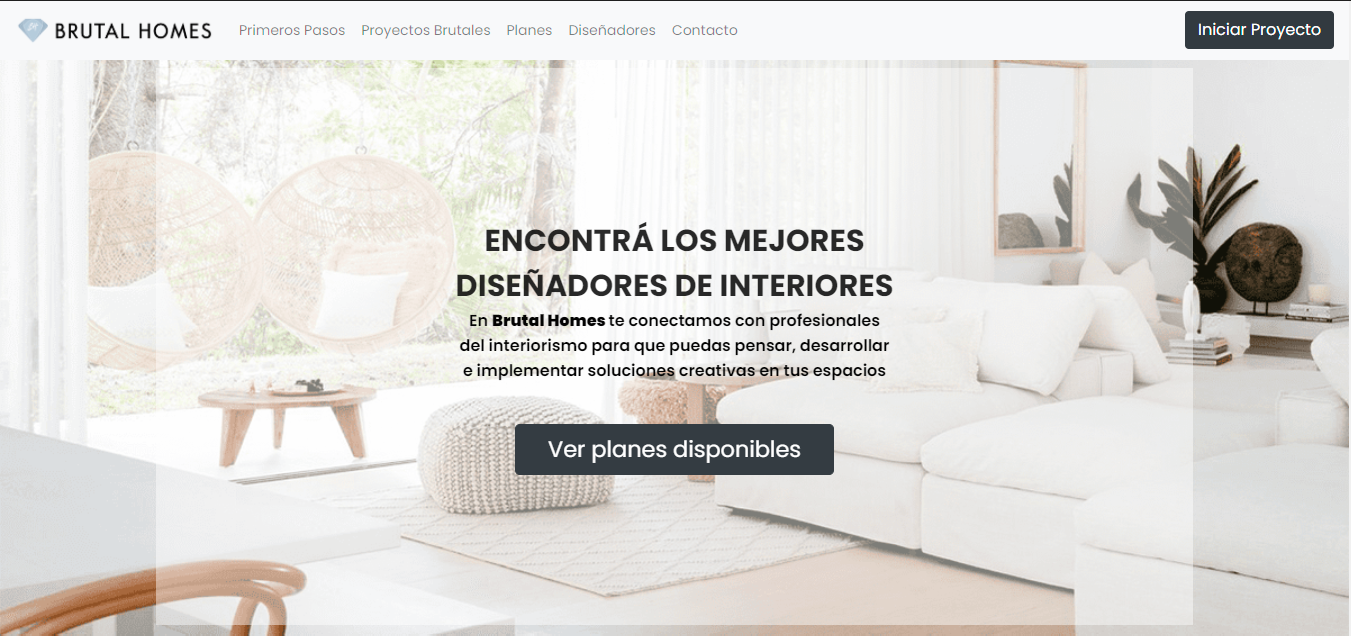 BRUTAL HOMES
Primeros Pasos
Proyectos Brutales
Planes
Diseñadores
Contacto
Iniciar Proyecto
ENCONTRÁ LOS MEJORES
DISEÑADORES DE INTERIORES
En Brutal Homes te conectamos con profesionales
del interiorismo para que puedas pensar, desarrollar
e implementar soluciones creativas en tus espacios
Ver planes disponibles